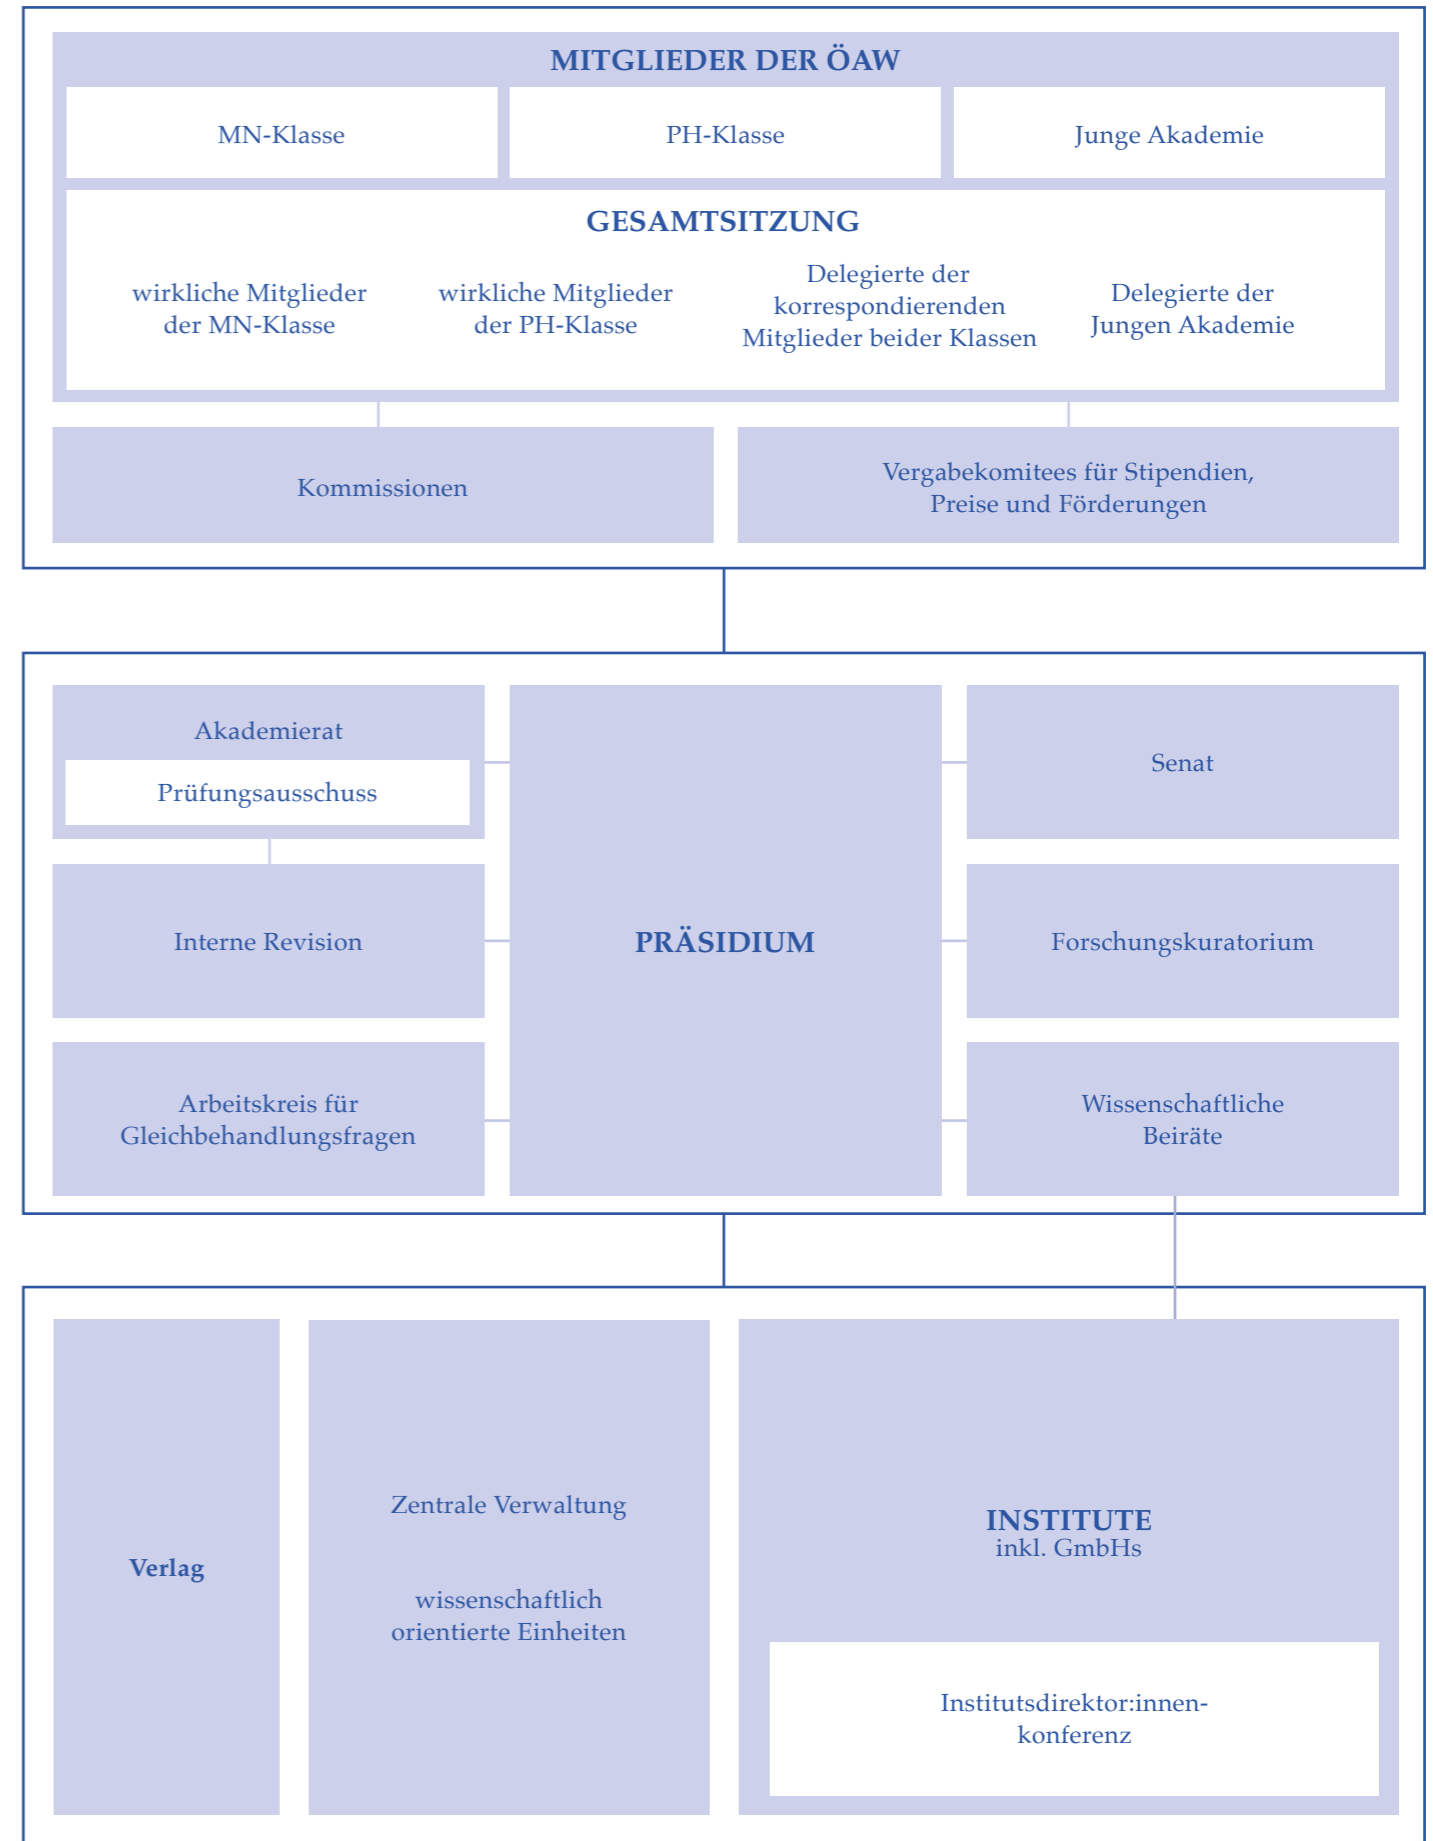 MITGLIEDER DER ÖAW
MN-Klasse
PH-Klasse
Junge Akademie
GESAMTSITZUNG
wirkliche Mitglieder
der MN-Klasse
wirkliche Mitglieder
der PH-Klasse
Delegierte der
korrespondierenden
Mitglieder beider Klassen
Delegierte der
Jungen Akademie
Kommissionen
Vergabekomitees für Stipendien,
Preise und Förderungen
Akademierat
Prüfungsausschuss
Interne Revision
Arbeitskreis für
Gleichbehandlungsfragen
PRÄSIDIUM
Senat
Forschungskuratorium
Wissenschaftliche
Beiräte
Verlag
Zentrale Verwaltung
wissenschaftlich
orientierte Einheiten
INSTITUTE
inkl. GmbHs
Institutsdirektor:innen-
konferenz